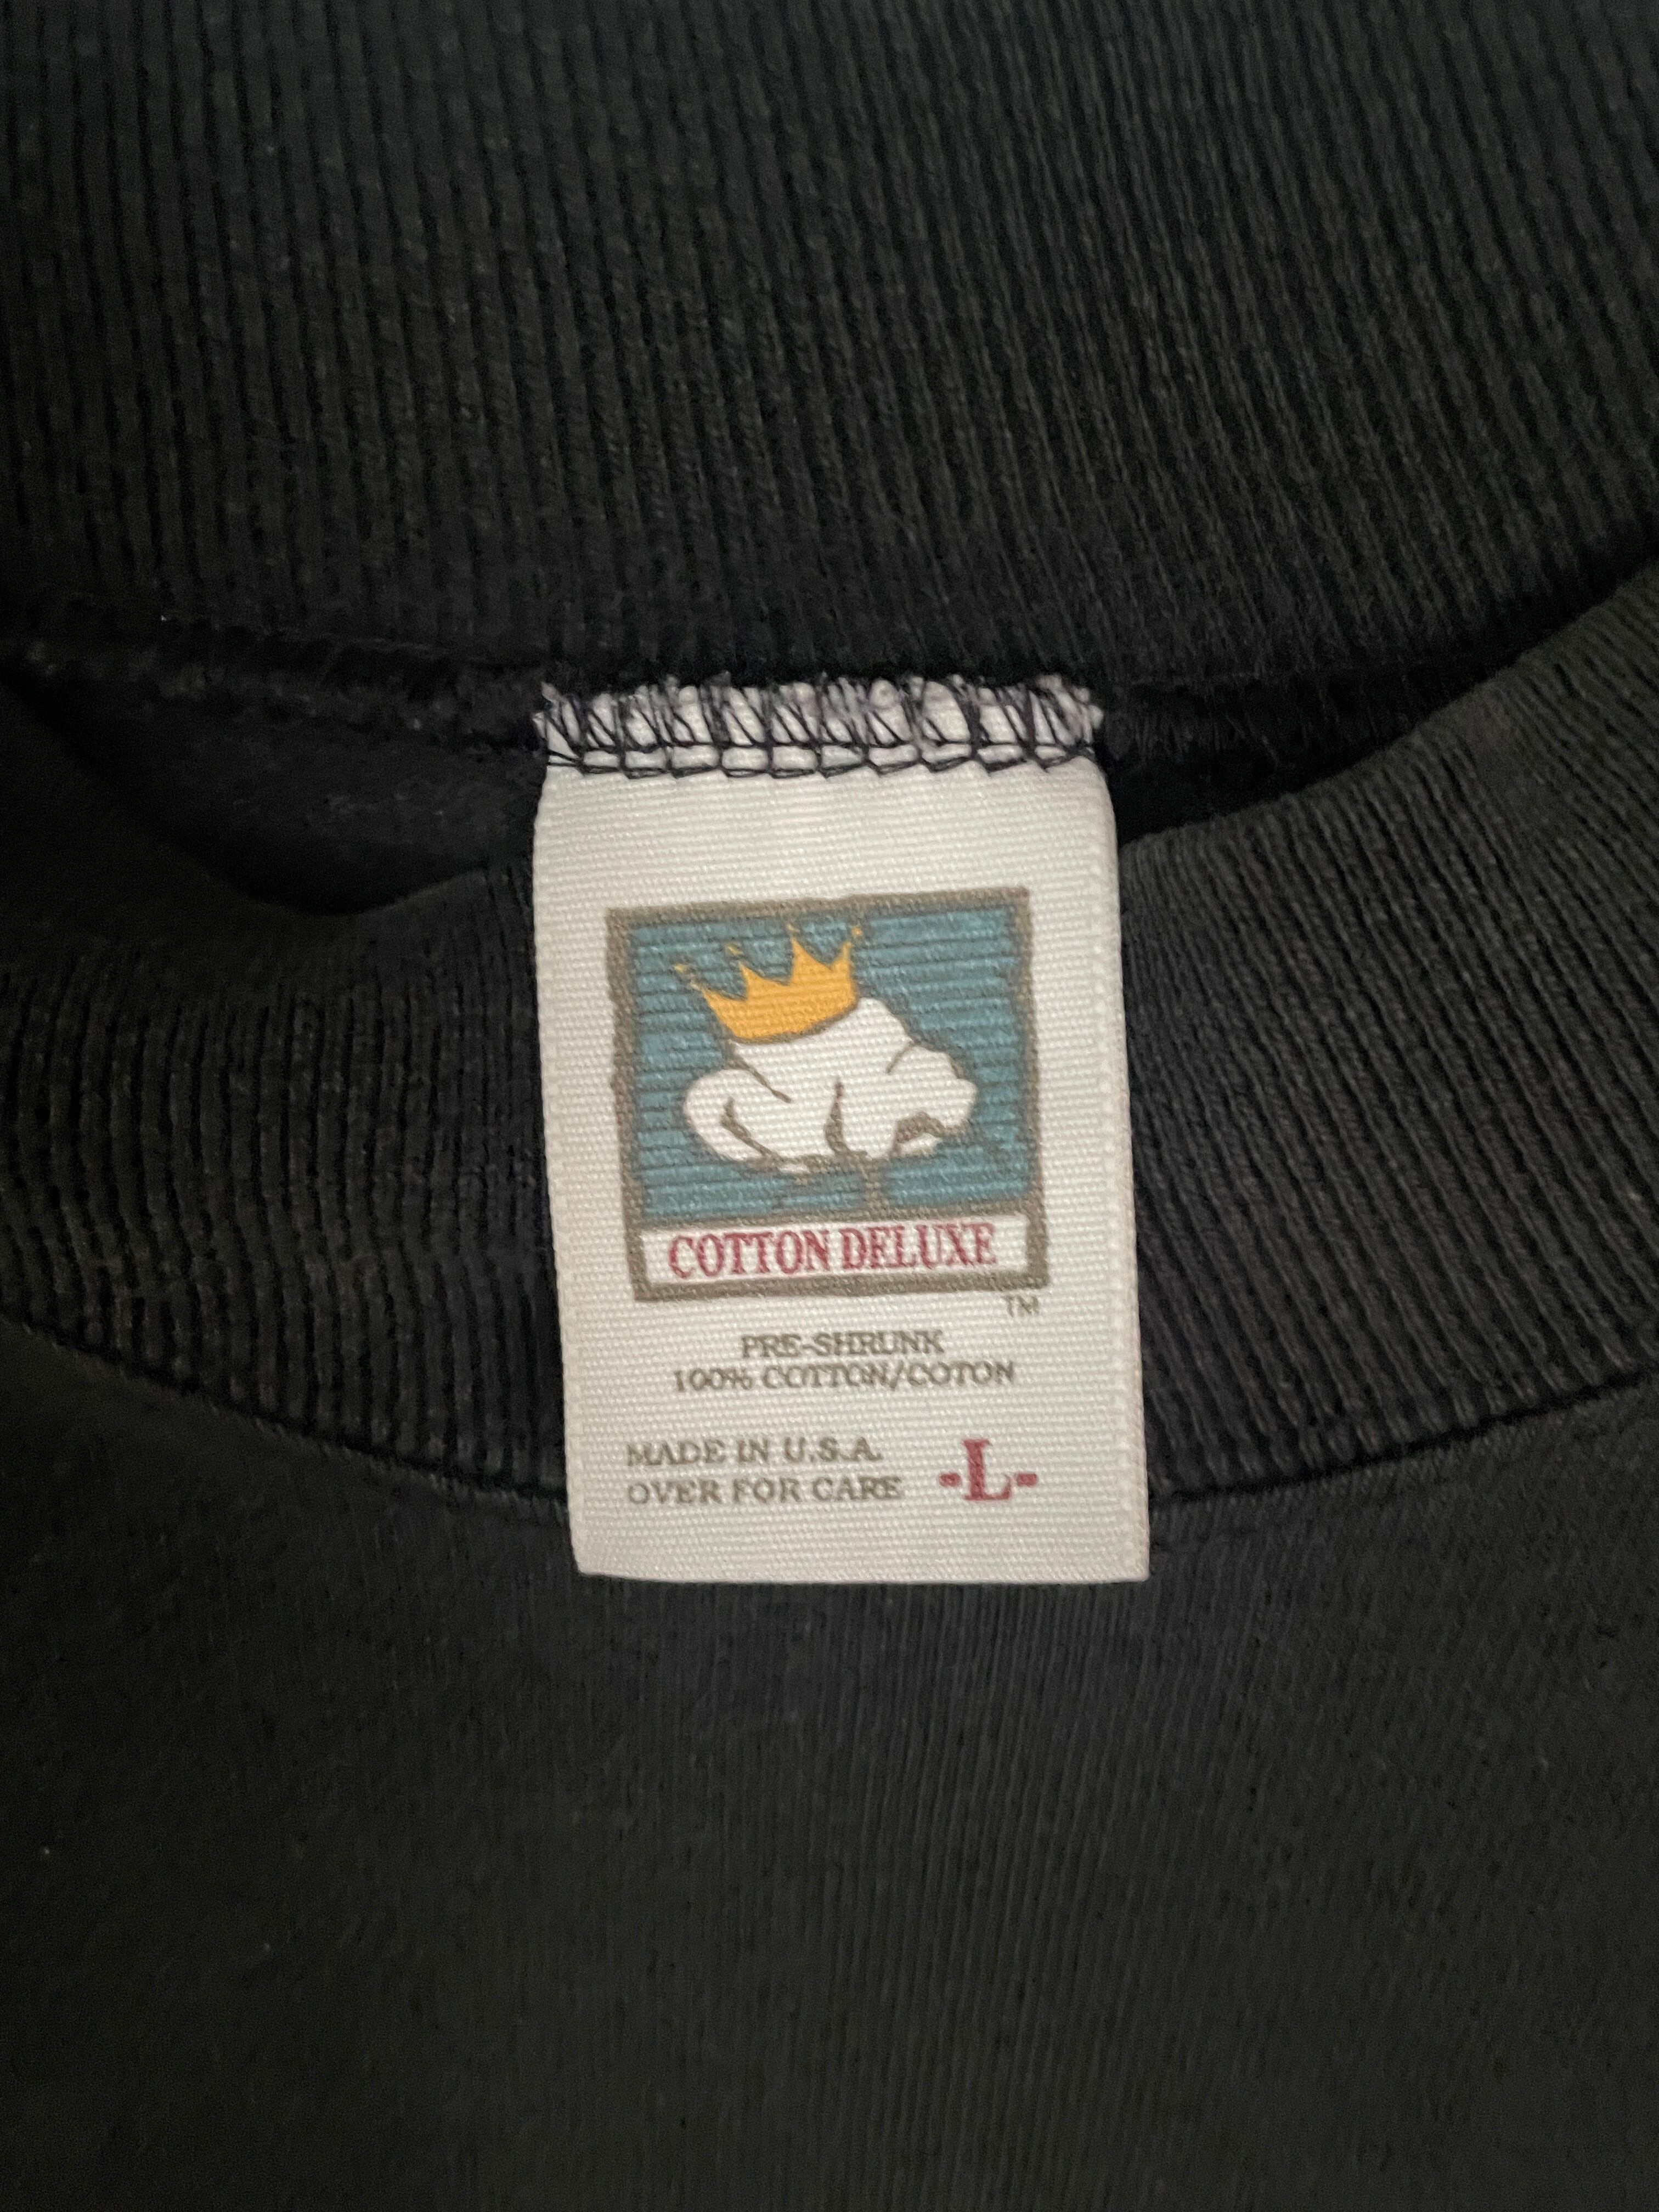 COTTON DELUXE
TM
PRE-SHRUNK
100% COTTON/COTON
MADE IN U.S.A.
OVER FOR CARE -L-